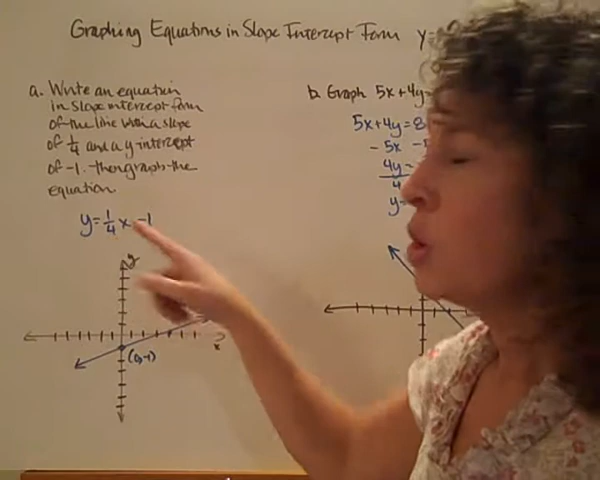 Graphing Equations in Slope Intercept Form y=
a. Write an equation
in slope intercept form
of the line with a slope
of 1/4 and a y intercept
of -1. Then graph the
equation.
y = 1/4 x -1
y
x
(0,-1)
b. Graph 5x+4y=
5x+4y=8
-5x -5
4y=
4
y=